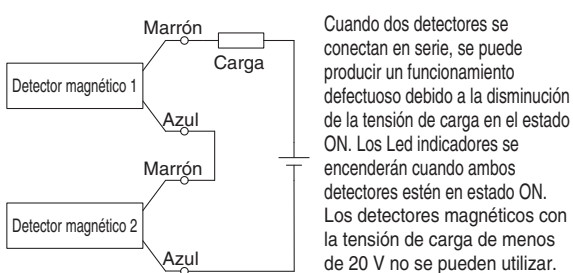 Marrón
Carga
Detector magnético 1
Azul
Marrón
Detector magnético 2
Azul
Cuando dos detectores se
conectan en serie, se puede
producir un funcionamiento
defectuoso debido a la disminución
de la tensión de carga en el estado
ON. Los Led indicadores se
encenderán cuando ambos
detectores estén en estado ON.
Los detectores magnéticos con
la tensión de carga de menos
de 20 V no se pueden utilizar.